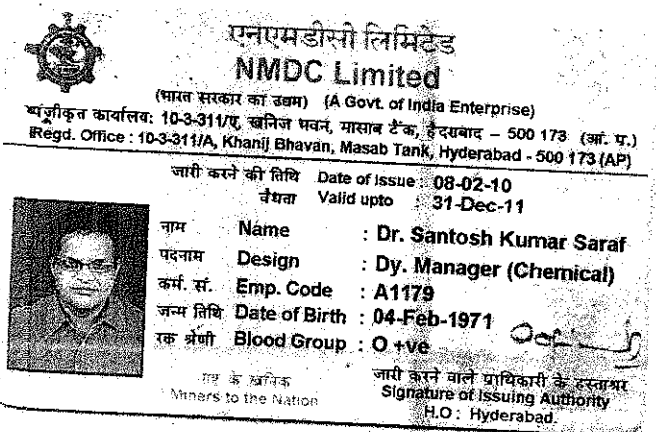 एनएमडीसी लिमिटेड
NMDC Limited
(भारत सरकार का उद्यम) (A Govt. of India Enterprise)
पंजीकृत कार्यालय: 10-3-311/ए, खनिज भवनं, मासाब टैंक, हैदराबाद – 500 173 (आं. प.)
Regd. Office : 10-3-311/A, Khanij Bhavan, Masab Tank, Hyderabad - 500 173 (AP)
जारी करने की तिथि Date of Issue : 08-02-10
वैधता Valid upto : 31-Dec-11
नाम Name : Dr. Santosh Kumar Saraf
पदनाम Design : Dy. Manager (Chemical)
कर्म. सं. Emp. Code : A1179
जन्म तिथि Date of Birth : 04-Feb-1971
रक्त श्रेणी Blood Group : O +ve
के खनिक
Miners to the Nation
जारी करने वाले प्राधिकारी के हस्ताक्षर
Signature of Issuing Authority
H.O : Hyderabad.